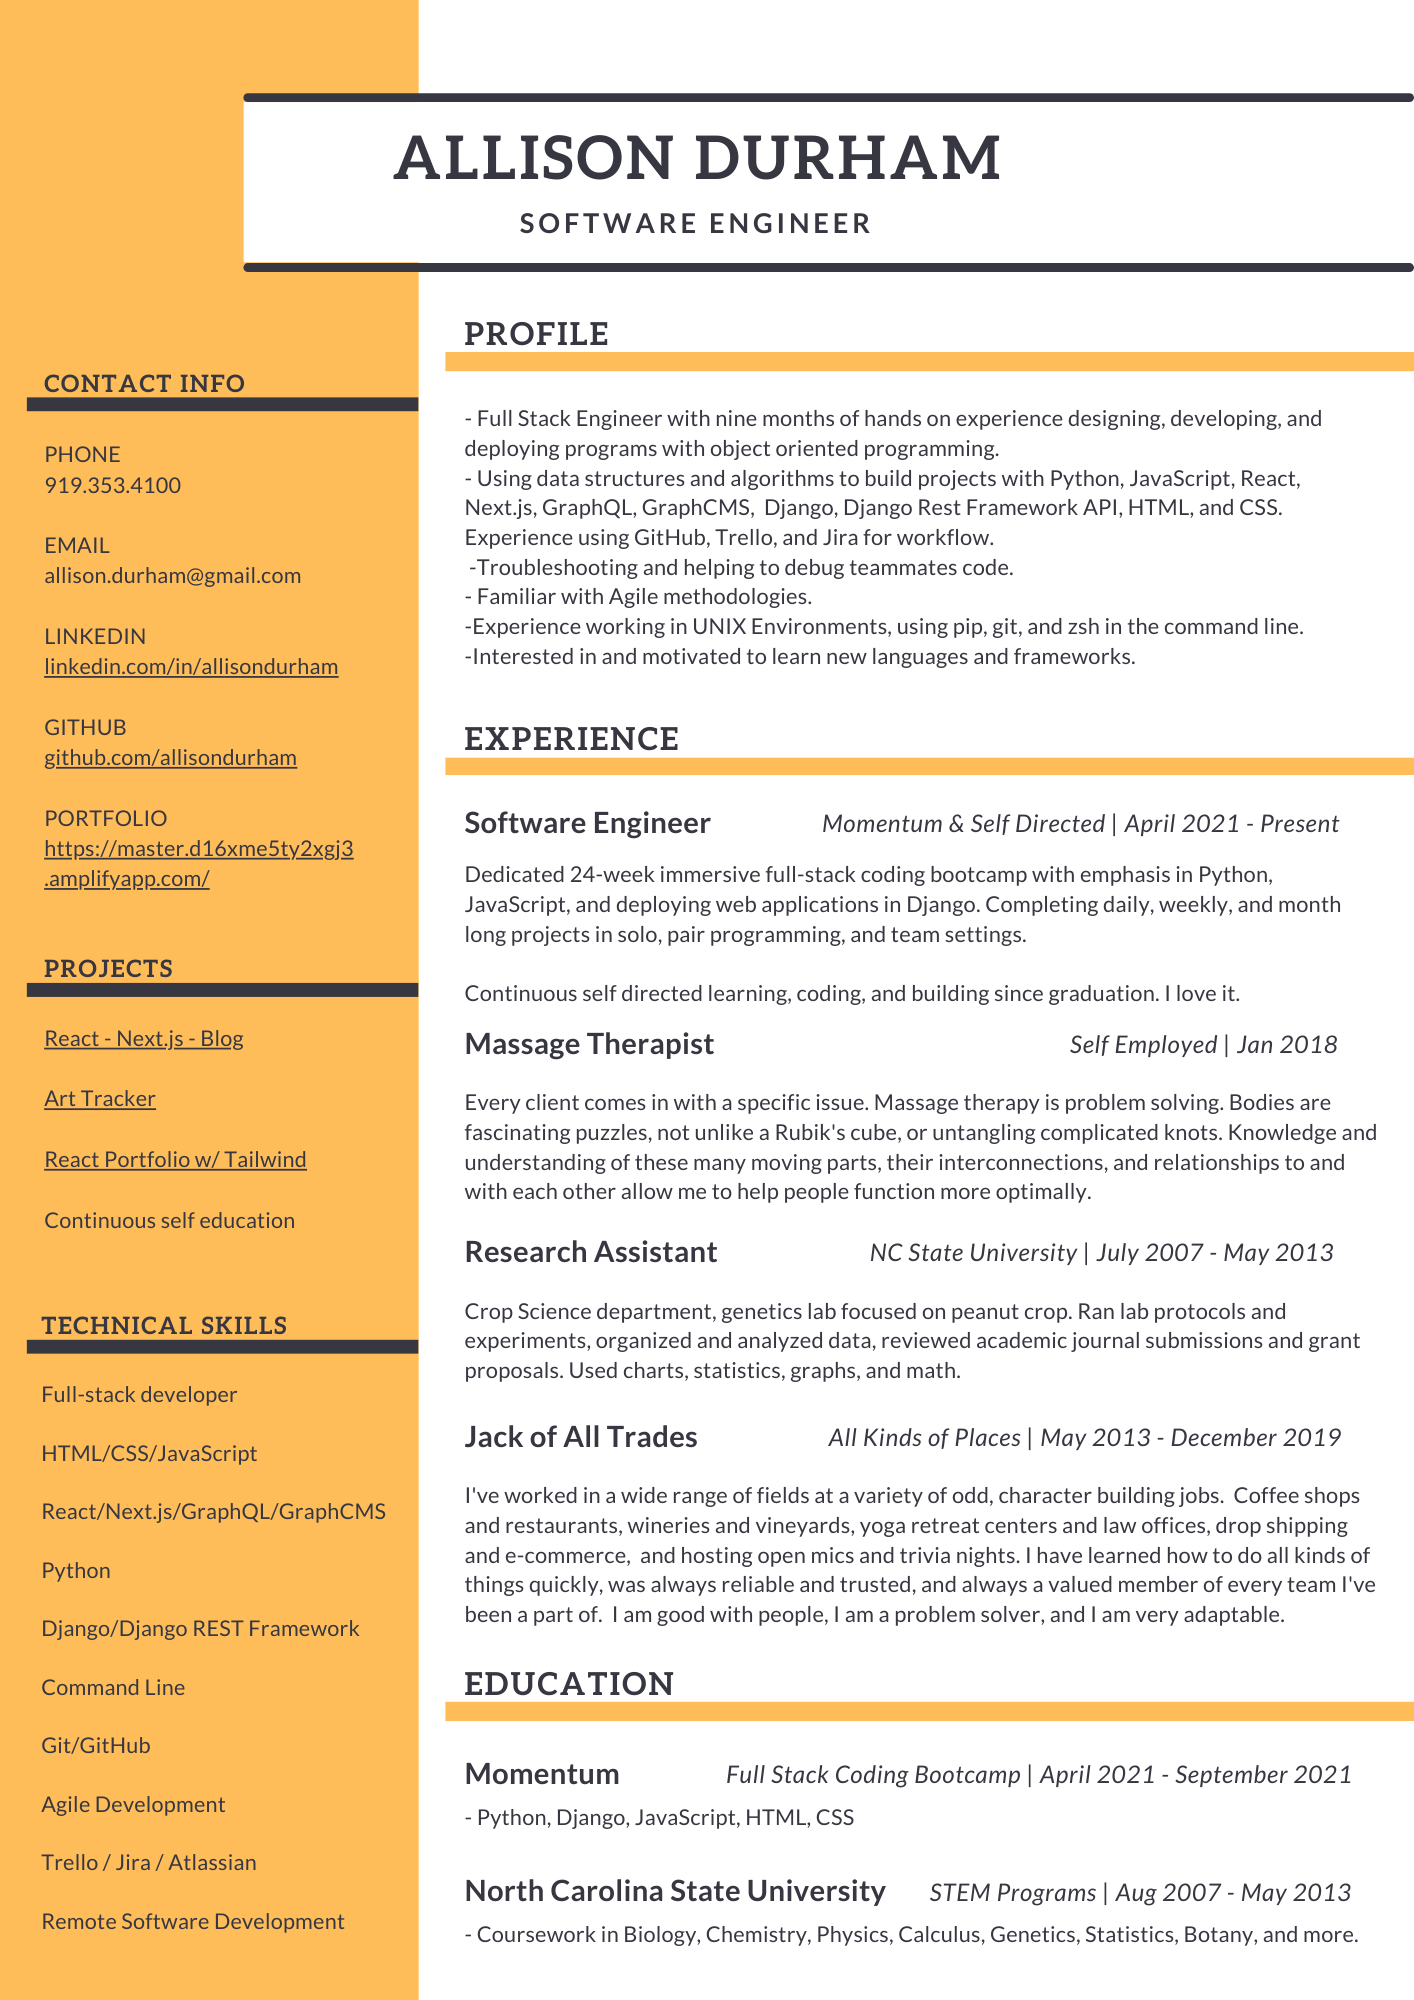 ALLISON DURHAM
SOFTWARE ENGINEER
CONTACT INFO
PHONE
919.353.4100
EMAIL
allison.durham@gmail.com
LINKEDIN
linkedin.com/in/allisondurham
GITHUB
github.com/allisondurham
PORTFOLIO
https://master.d16xme5ty2xgj3
.amplifyapp.com/
PROJECTS
React - Next.js - Blog
Art Tracker
React Portfolio w/ Tailwind
Continuous self education
TECHNICAL SKILLS
Full-stack developer
HTML/CSS/JavaScript
React/Next.js/GraphQL/GraphCMS
Python
Django/Django REST Framework
Command Line
Git/GitHub
Agile Development
Trello / Jira / Atlassian
Remote Software Development
PROFILE
- Full Stack Engineer with nine months of hands on experience designing, developing, and
deploying programs with object oriented programming.
- Using data structures and algorithms to build projects with Python, JavaScript, React,
Next.js, GraphQL, GraphCMS,  Django, Django Rest Framework API, HTML, and CSS.
Experience using GitHub, Trello, and Jira for workflow.
-Troubleshooting and helping to debug teammates code.
- Familiar with Agile methodologies.
-Experience working in UNIX Environments, using pip, git, and zsh in the command line.
-Interested in and motivated to learn new languages and frameworks.
EXPERIENCE
Software Engineer Momentum & Self Directed | April 2021 - Present
Dedicated 24-week immersive full-stack coding bootcamp with emphasis in Python,
JavaScript, and deploying web applications in Django. Completing daily, weekly, and month
long projects in solo, pair programming, and team settings.
Continuous self directed learning, coding, and building since graduation. I love it.
Massage Therapist Self Employed | Jan 2018
Every client comes in with a specific issue. Massage therapy is problem solving. Bodies are
fascinating puzzles, not unlike a Rubik's cube, or untangling complicated knots. Knowledge and
understanding of these many moving parts, their interconnections, and relationships to and
with each other allow me to help people function more optimally.
Research Assistant NC State University | July 2007 - May 2013
Crop Science department, genetics lab focused on peanut crop. Ran lab protocols and
experiments, organized and analyzed data, reviewed academic journal submissions and grant
proposals. Used charts, statistics, graphs, and math.
Jack of All Trades All Kinds of Places | May 2013 - December 2019
I've worked in a wide range of fields at a variety of odd, character building jobs.  Coffee shops
and restaurants, wineries and vineyards, yoga retreat centers and law offices, drop shipping
and e-commerce,  and hosting open mics and trivia nights. I have learned how to do all kinds of
things quickly, was always reliable and trusted, and always a valued member of every team I've
been a part of.  I am good with people, I am a problem solver, and I am very adaptable.
EDUCATION
Momentum Full Stack Coding Bootcamp | April 2021 - September 2021
- Python, Django, JavaScript, HTML, CSS
North Carolina State University STEM Programs | Aug 2007 - May 2013
- Coursework in Biology, Chemistry, Physics, Calculus, Genetics, Statistics, Botany, and more.